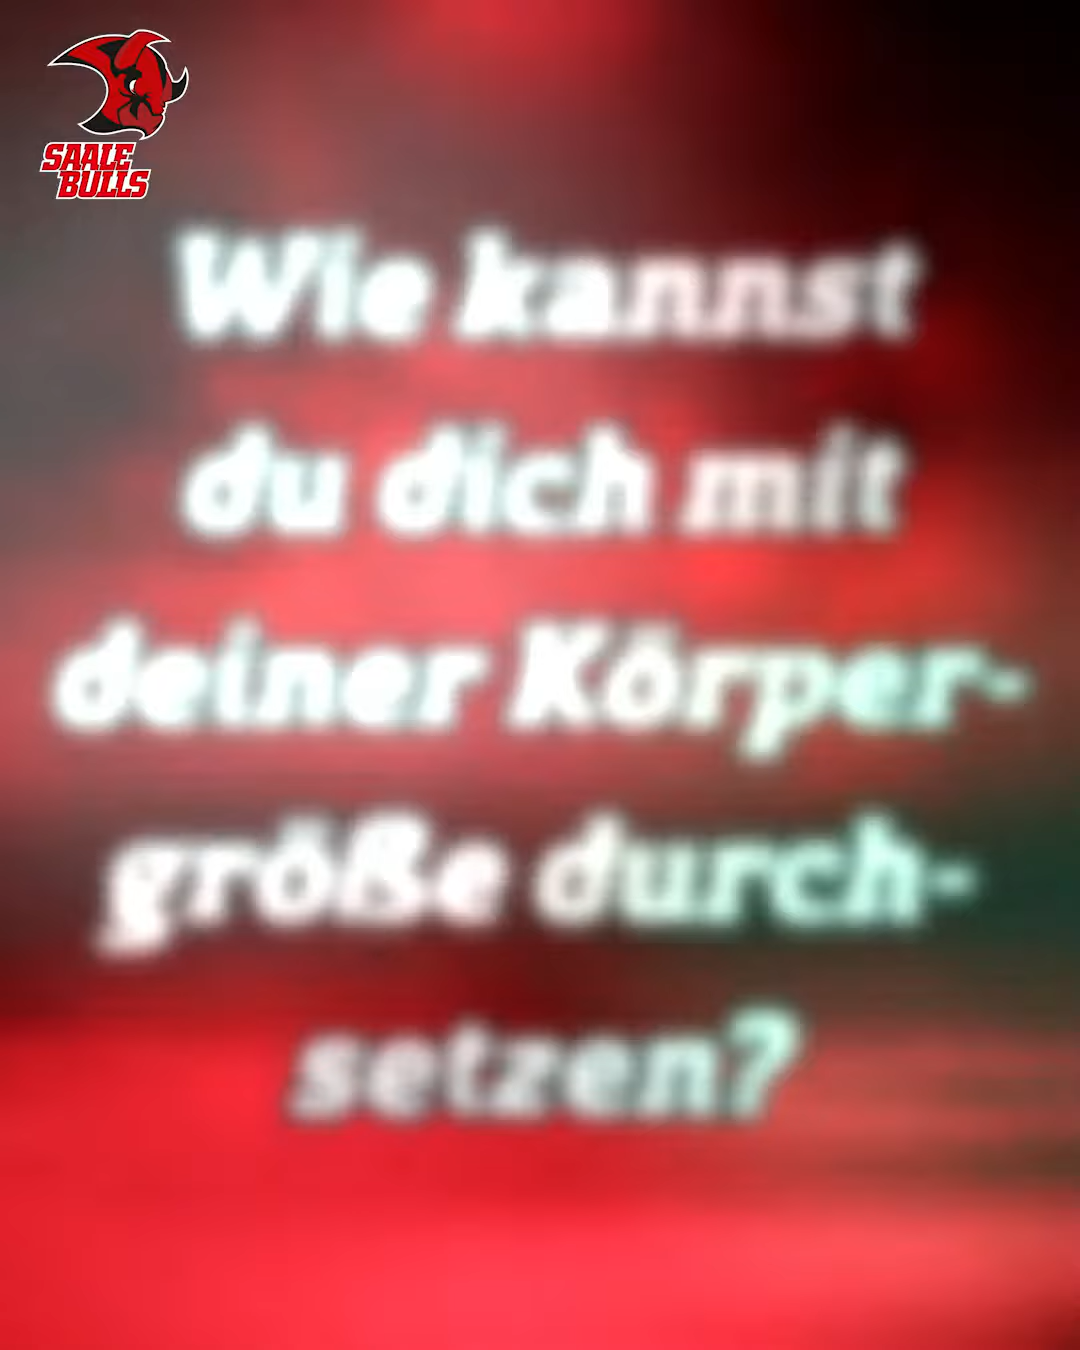 SAALE
BULLS
Wie kannst
du dich mit
deiner Körper-
größe durch-
setzen?